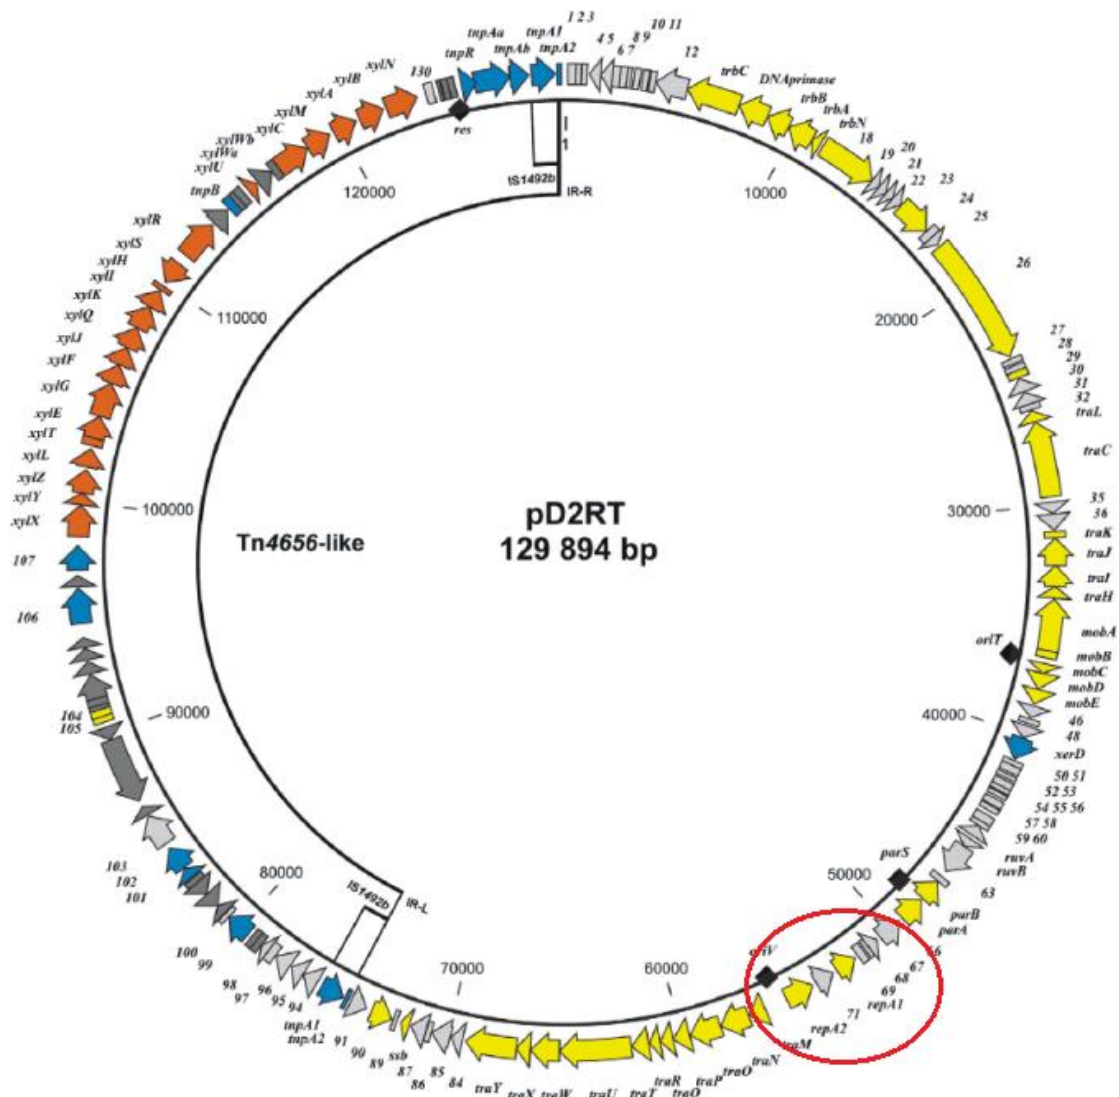 pD2RT
129 894 bp
Tn4656-like
IS1492b
IR-R
1
IS1492b
IR-L
res
oriT
parS
oriV
10000
20000
30000
40000
50000
60000
70000
80000
90000
100000
110000
120000
1 2 3
4 5
6 7
8 9
10 11
12
trbC
DNAprimase
trbB
trbA
trbN
18
19
20
21
22
23
24
25
26
27
28
29
30
31
32
traL
traC
35
36
traK
traJ
traI
traH
mobA
mobB
mobC
mobD
mobE
46
48
xerD
50 51
52 53
54 55 56
57 58
59 60
ruvA
ruvB
63
parB
parA
66
67
68
69
repA1
71
repA2
traM
traN
traO
traP
traQ
traR
traT
traU
traW
traX
traY
84
85
86
87
ssb
89
90
91
tnpA2
tnpA1
94
95
96
97
98
99
100
101
102
103
105
104
106
107
xylX
xylY
xylZ
xylL
xylT
xylE
xylG
xylF
xylJ
xylQ
xylK
xylI
xylH
xylS
xylR
tnpB
xylU
xylWa
xylWb
xylC
xylM
xylA
xylB
xylN
130
tnpR
tnpAa
tnpAb
tnpA1
tnpA2